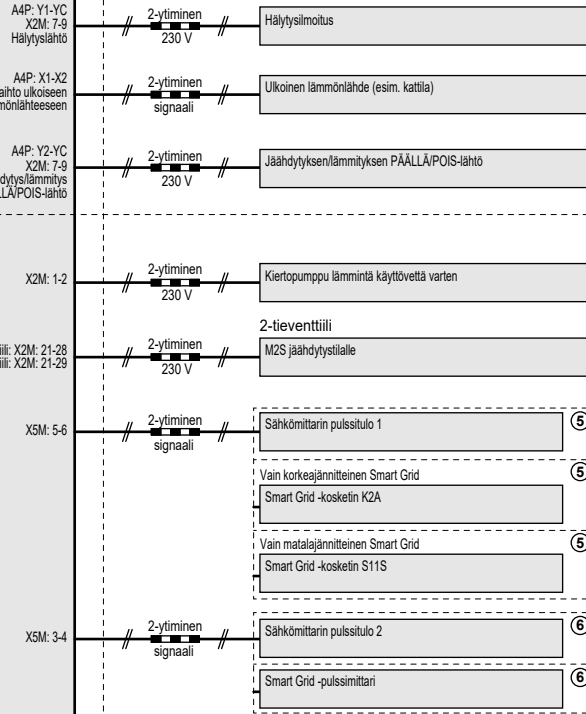 A4P: Y1-YC
X2M: 7-9
Hälytyslähtö
2-ytiminen
230 V
Hälytysilmoitus
A4P: X1-X2
ulkoiseen
2-ytiminen
signaali
Ulkoinen lämmönlähde (esim. kattila)
A4P: Y2-YC
X2M: 7-9
2-ytiminen
230 V
Jäähdytyksen/lämmityksen PÄÄLLÄ/POIS-lähtö
X2M: 1-2
2-ytiminen
230 V
Kiertopumppu lämmintä käyttövettä varten
2-tieventtiili
X2M: 21-28
X2M: 21-29
2-ytiminen
230 V
M2S jäähdytystilalle
X5M: 5-6
2-ytiminen
signaali
Sähkömittarin pulssitulo 1
5
Vain korkeajännitteinen Smart Grid
5
Smart Grid -kosketin K2A
Vain matalajännitteinen Smart Grid
5
Smart Grid -kosketin S11S
X5M: 3-4
2-ytiminen
signaali
Sähkömittarin pulssitulo 2
6
Smart Grid -pulssimittari
6